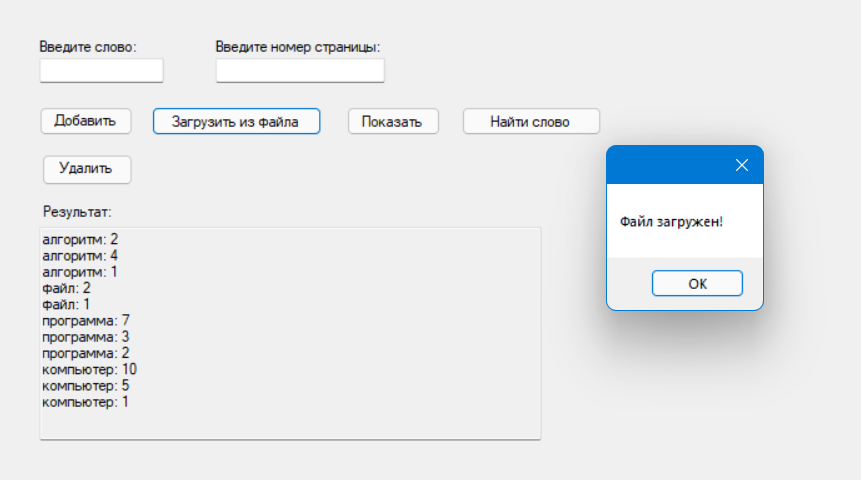 Введите слово:
Введите номер страницы:
Добавить
Загрузить из файла
Показать
Найти слово
Удалить
Файл загружен!
OK
Результат:
алгоритм: 2
алгоритм: 4
алгоритм: 1
файл: 2
файл: 1
программа: 7
программа: 3
программа: 2
компьютер: 10
компьютер: 5
компьютер: 1